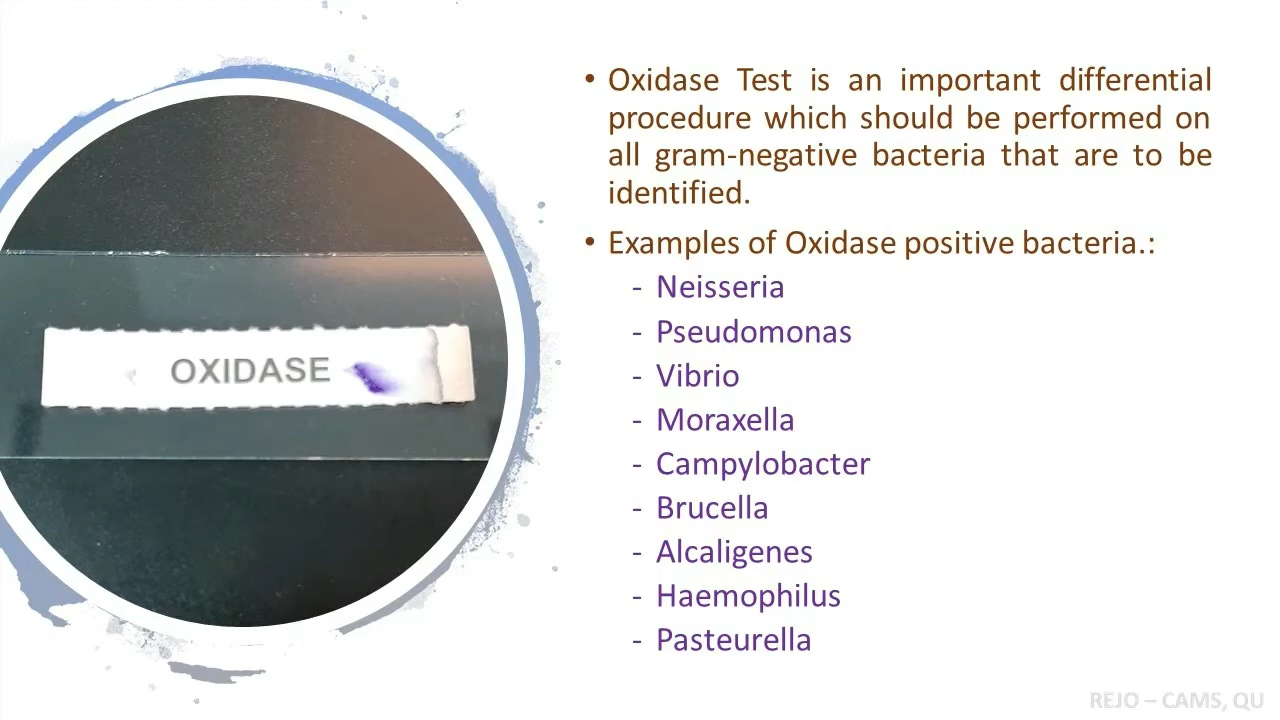 • Oxidase Test is an important differential
procedure which should be performed on
all gram-negative bacteria that are to be
identified.
• Examples of Oxidase positive bacteria.:
- Neisseria
- Pseudomonas
- Vibrio
- Moraxella
- Campylobacter
- Brucella
- Alcaligenes
- Haemophilus
- Pasteurella
OXIDASE
REJO – CAMS, QU